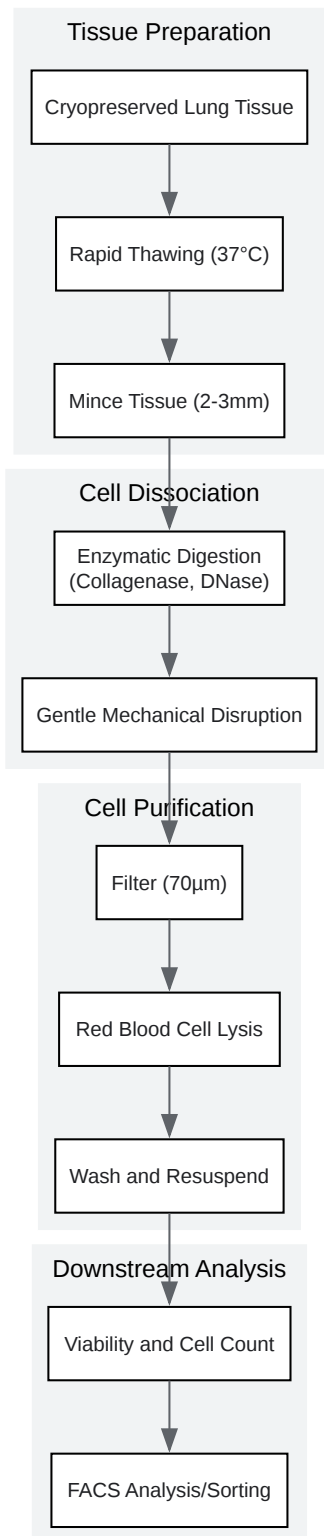 Tissue Preparation
Cryopreserved Lung Tissue
Rapid Thawing (37°C)
Mince Tissue (2-3mm)
Cell Dissociation
Enzymatic Digestion
(Collagenase, DNase)
Gentle Mechanical Disruption
Cell Purification
Filter (70µm)
Red Blood Cell Lysis
Wash and Resuspend
Downstream Analysis
Viability and Cell Count
FACS Analysis/Sorting